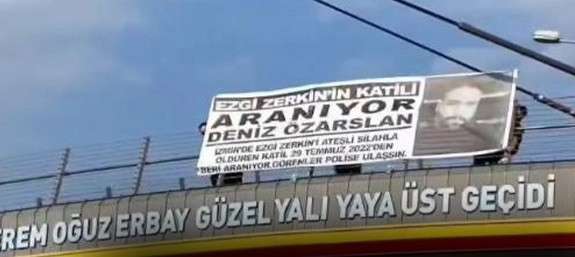 EZGİ ZERKİN'İN KATİLİ
ARANIYOR
DENİZ ÖZARSLAN
İZMİR'DE EZGİ ZERKİN'İ ATEŞLİ SİLAHLA
ÖLDÜREN KATİL 29 TEMMUZ 2022'DEN
BERİ ARANIYOR.GÖRENLER POLİSE ULAŞSIN.
REM OĞUZ ERBAY GÜZELYALI YAYA ÜST GEÇİDİ